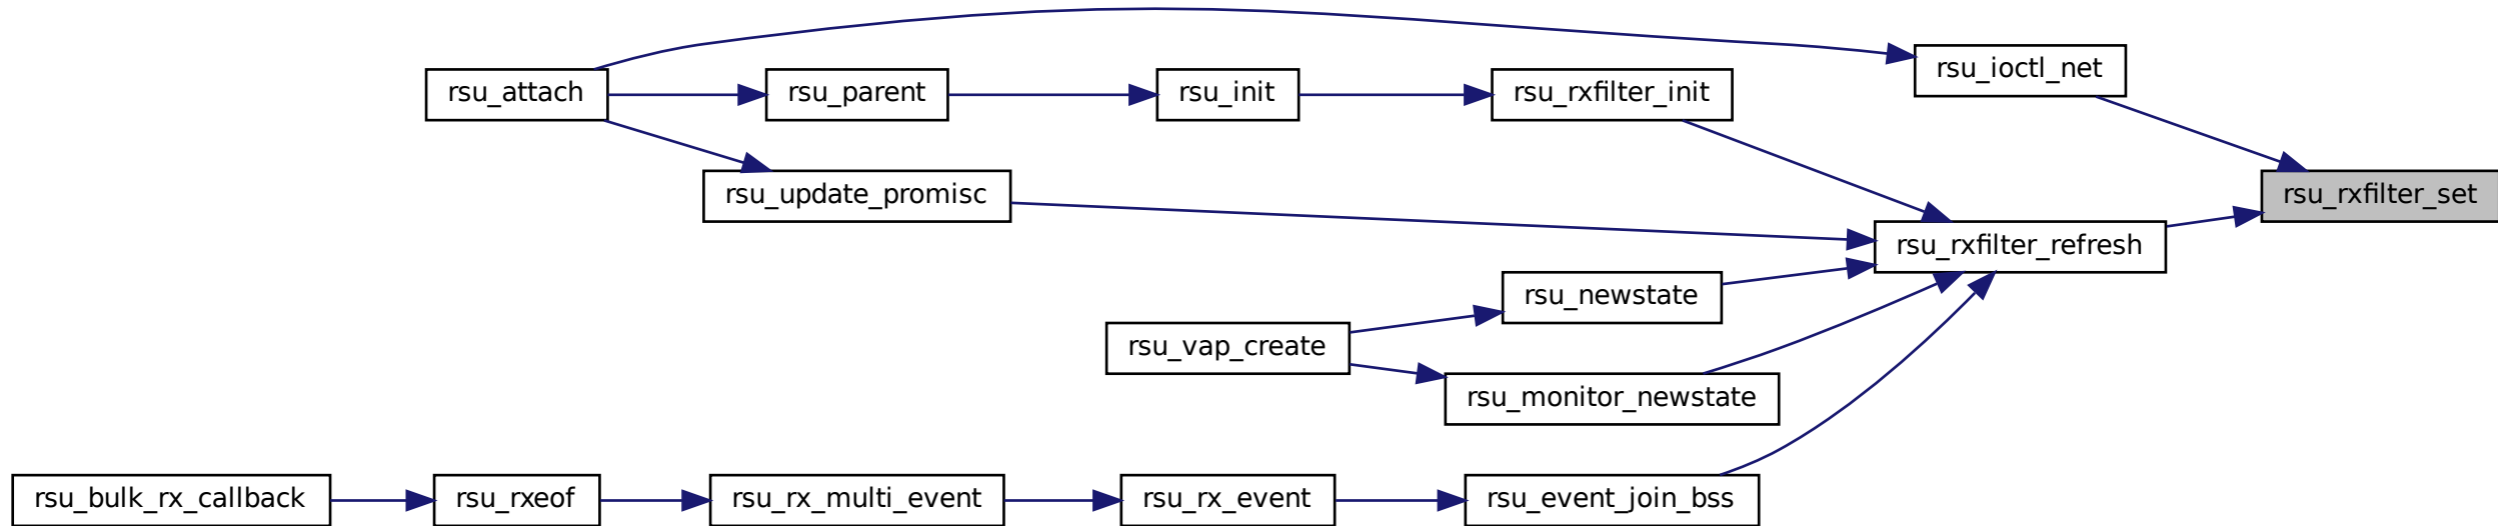 rsu_ioctl_net
rsu_attach
rsu_parent
rsu_init
rsu_rxfilter_init
rsu_update_promisc
rsu_rxfilter_set
rsu_rxfilter_refresh
rsu_newstate
rsu_vap_create
rsu_monitor_newstate
rsu_bulk_rx_callback
rsu_rxeof
rsu_rx_multi_event
rsu_rx_event
rsu_event_join_bss